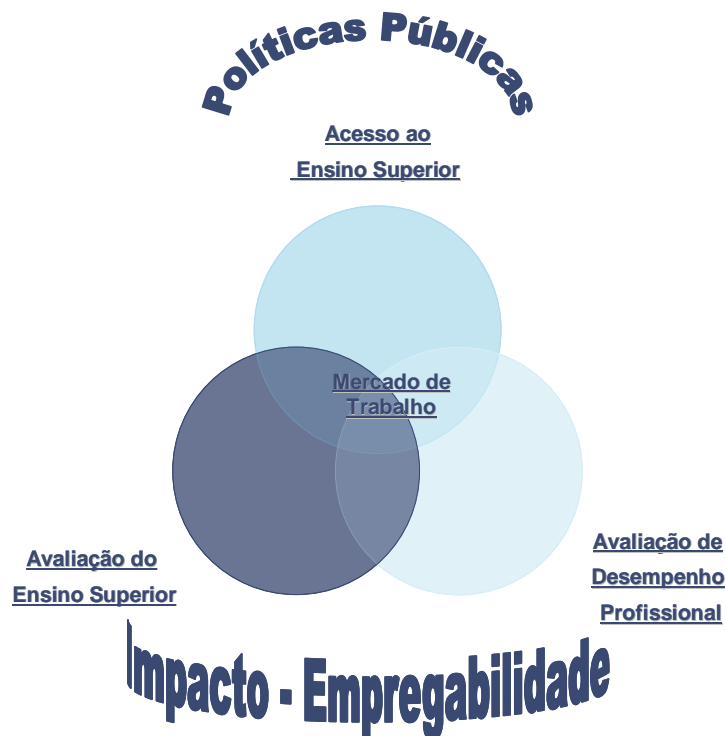 Políticas Públicas
Acesso ao
Ensino Superior
Mercado de
Trabalho
Avaliação do
Ensino Superior
Avaliação de
Desempenho
Profissional
Impacto - Empregabilidade